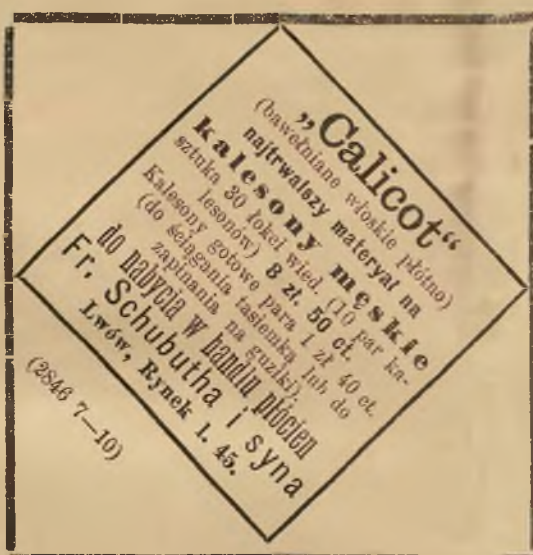 „Calicot“
(bawełniane włoskie płótno)
najtrwalszy materyał na
kalesony męskie
sztuka 30 łokci wied. (10 par ka-
lesonów) 8 zł. 50 ct.
Kalesony gotowe para 1 zł 40 ct.
(do ściągania tasiemką lub do
zapinania na guziki).
do nabycia w handlu płócien
Fr. Schubutha i syna
Lwów, Rynek l. 45.
(2846 7—10)